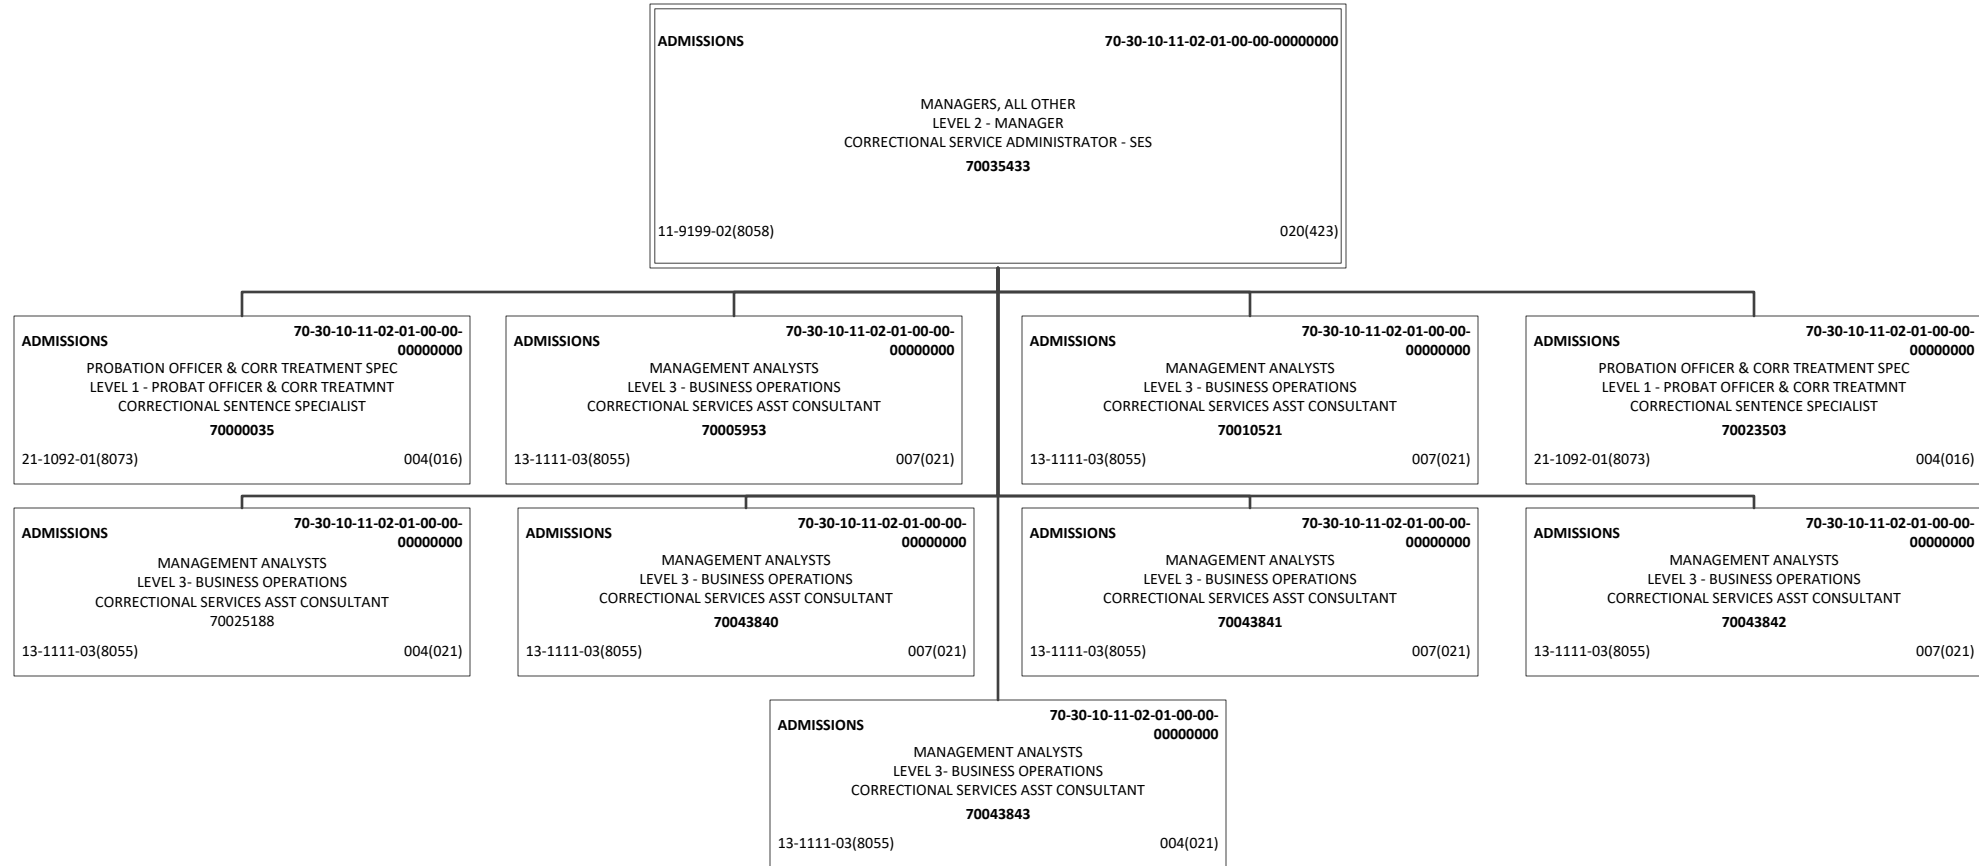 ADMISSIONS 70-30-10-11-02-01-00-00-00000000
MANAGERS, ALL OTHER
LEVEL 2 - MANAGER
CORRECTIONAL SERVICE ADMINISTRATOR - SES
70035433
11-9199-02(8058) 020(423)
ADMISSIONS 70-30-10-11-02-01-00-00-
00000000
PROBATION OFFICER & CORR TREATMENT SPEC
LEVEL 1 - PROBAT OFFICER & CORR TREATMNT
CORRECTIONAL SENTENCE SPECIALIST
70000035
21-1092-01(8073) 004(016)
ADMISSIONS 70-30-10-11-02-01-00-00-
00000000
MANAGEMENT ANALYSTS
LEVEL 3 - BUSINESS OPERATIONS
CORRECTIONAL SERVICES ASST CONSULTANT
70005953
13-1111-03(8055) 007(021)
ADMISSIONS 70-30-10-11-02-01-00-00-
00000000
MANAGEMENT ANALYSTS
LEVEL 3 - BUSINESS OPERATIONS
CORRECTIONAL SERVICES ASST CONSULTANT
70010521
13-1111-03(8055) 007(021)
ADMISSIONS 70-30-10-11-02-01-00-00-
00000000
PROBATION OFFICER & CORR TREATMENT SPEC
LEVEL 1 - PROBAT OFFICER & CORR TREATMNT
CORRECTIONAL SENTENCE SPECIALIST
70023503
21-1092-01(8073) 004(016)
ADMISSIONS 70-30-10-11-02-01-00-00-
00000000
MANAGEMENT ANALYSTS
LEVEL 3- BUSINESS OPERATIONS
CORRECTIONAL SERVICES ASST CONSULTANT
70025188
13-1111-03(8055) 004(021)
ADMISSIONS 70-30-10-11-02-01-00-00-
00000000
MANAGEMENT ANALYSTS
LEVEL 3 - BUSINESS OPERATIONS
CORRECTIONAL SERVICES ASST CONSULTANT
70043840
13-1111-03(8055) 007(021)
ADMISSIONS 70-30-10-11-02-01-00-00-
00000000
MANAGEMENT ANALYSTS
LEVEL 3 - BUSINESS OPERATIONS
CORRECTIONAL SERVICES ASST CONSULTANT
70043841
13-1111-03(8055) 007(021)
ADMISSIONS 70-30-10-11-02-01-00-00-
00000000
MANAGEMENT ANALYSTS
LEVEL 3 - BUSINESS OPERATIONS
CORRECTIONAL SERVICES ASST CONSULTANT
70043842
13-1111-03(8055) 007(021)
ADMISSIONS 70-30-10-11-02-01-00-00-
00000000
MANAGEMENT ANALYSTS
LEVEL 3- BUSINESS OPERATIONS
CORRECTIONAL SERVICES ASST CONSULTANT
70043843
13-1111-03(8055) 004(021)